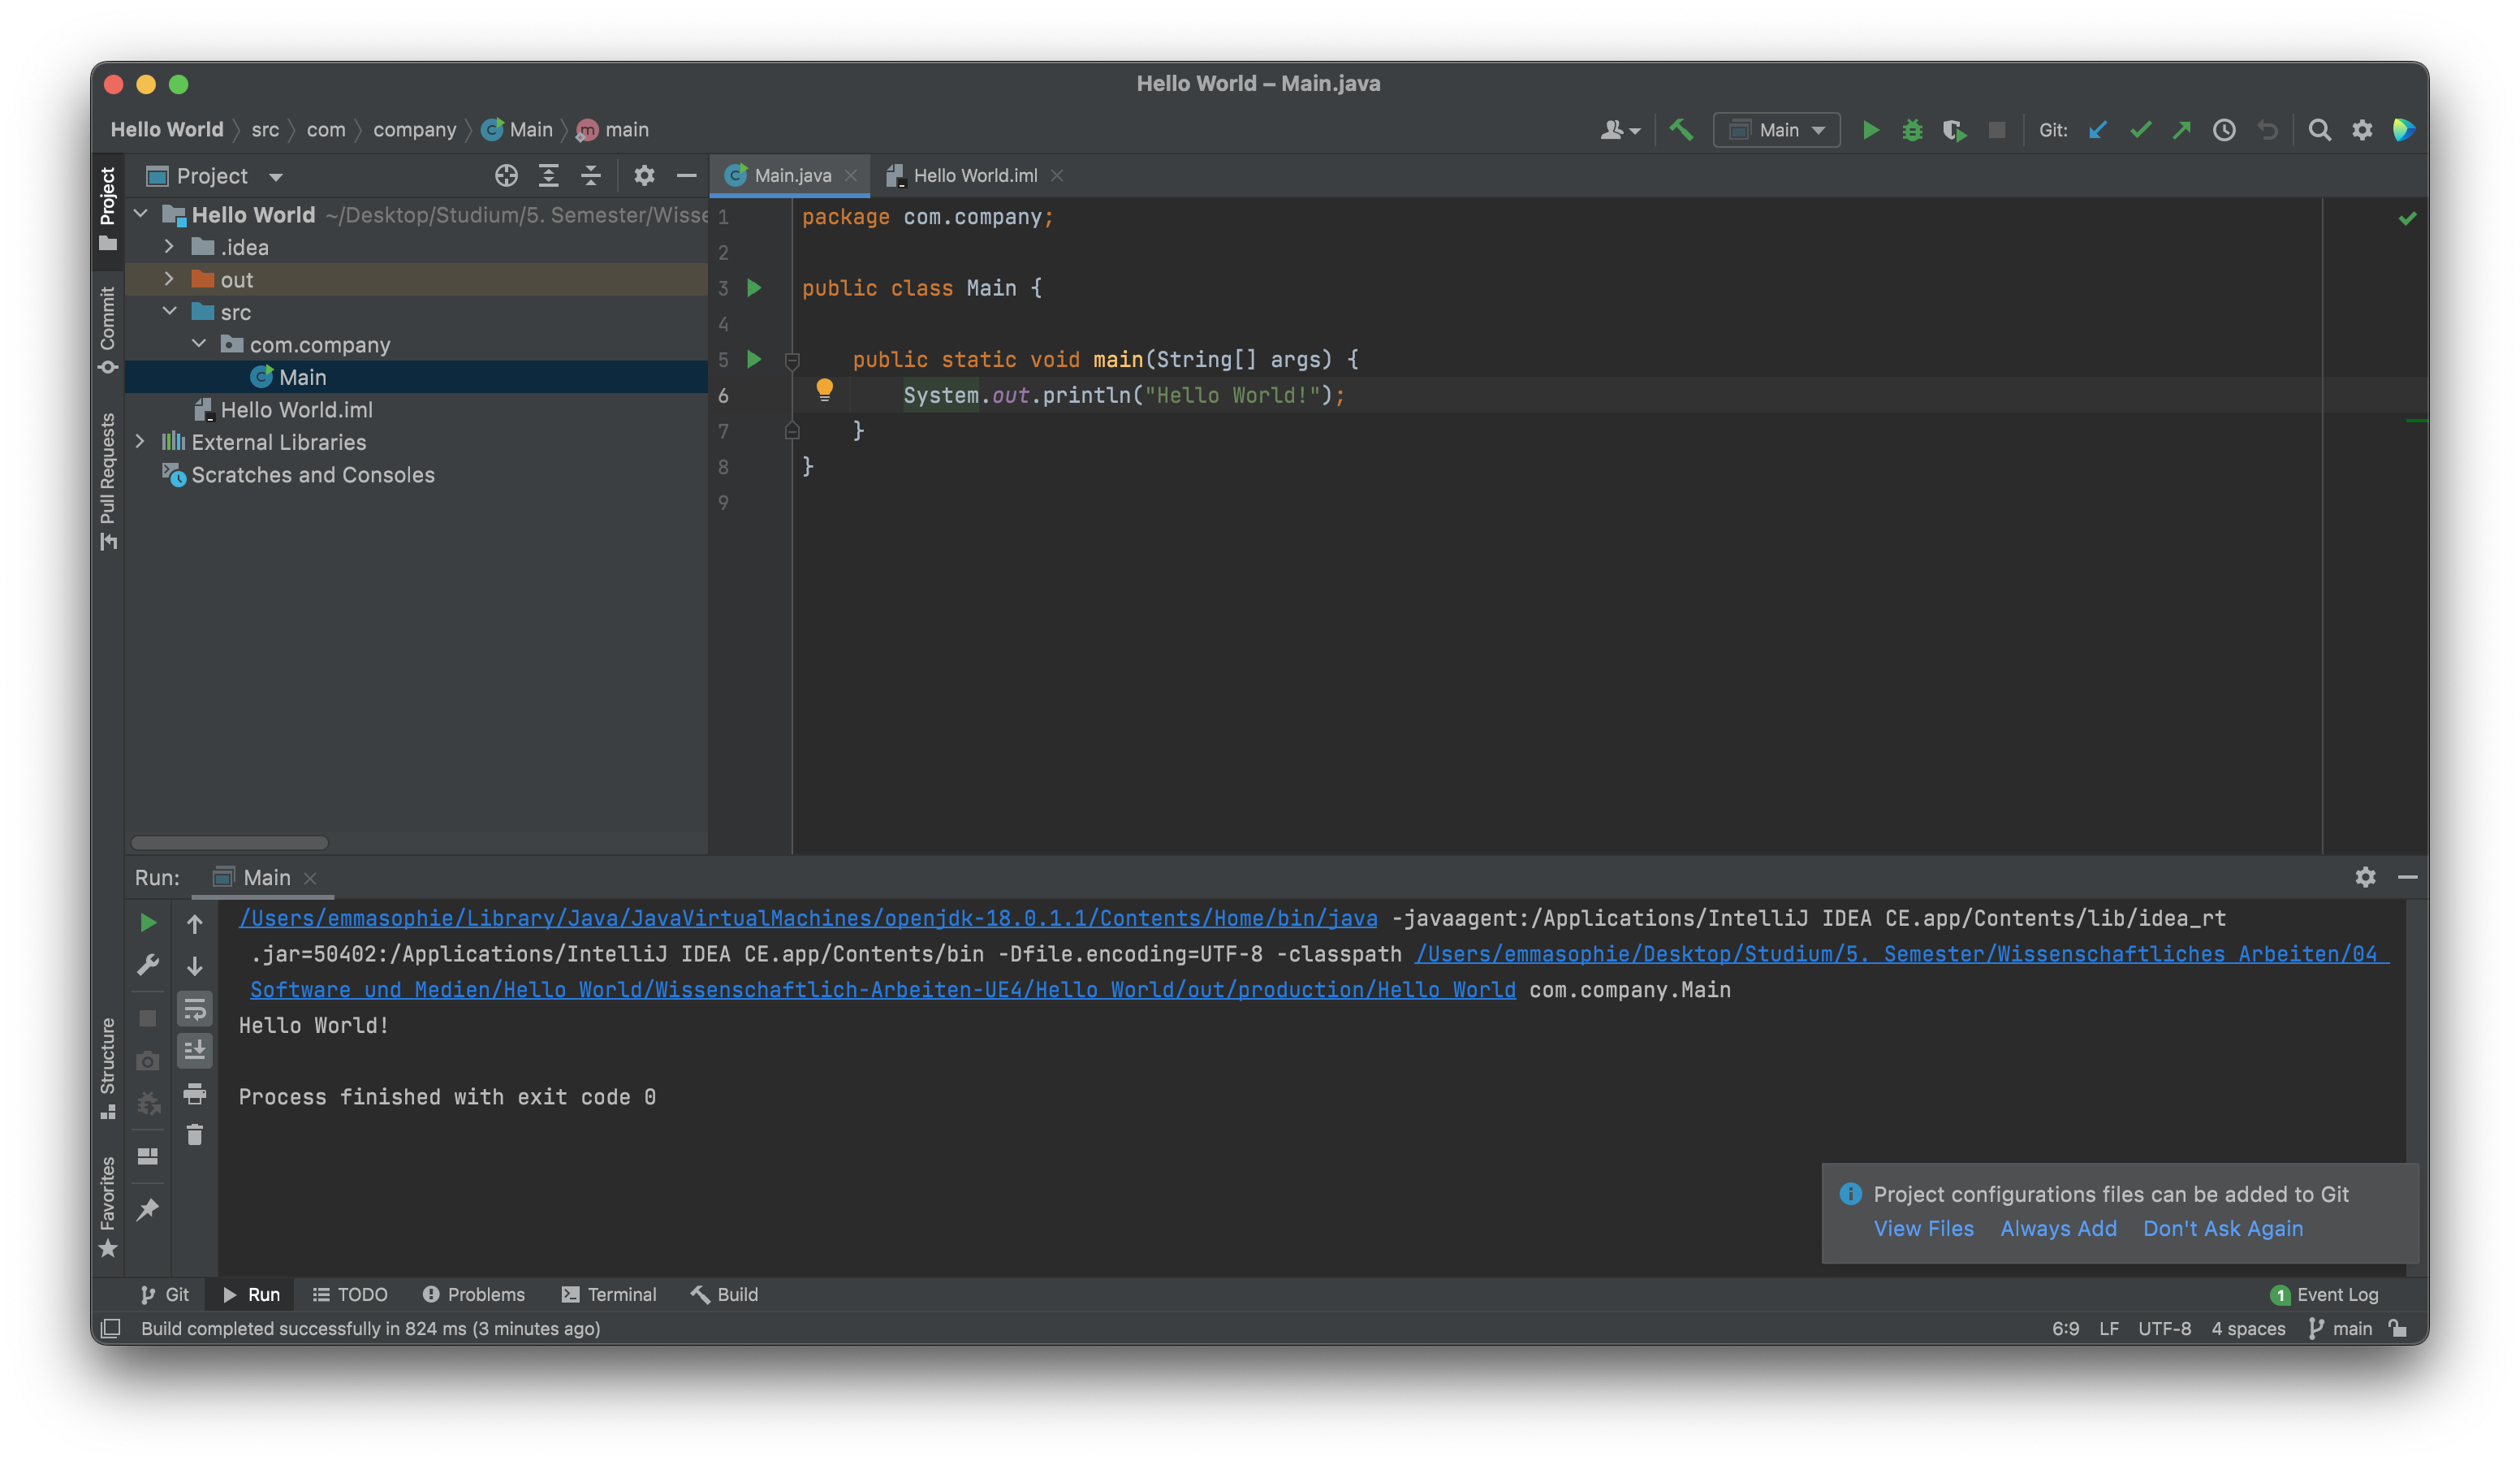 Hello World – Main.java
Hello World src com company Main main
Main Git:
Project
Commit
Pull Requests
Structure
Favorites
Project
Hello World ~/Desktop/Studium/5. Semester/Wisse
.idea
out
src
com.company
Main
Hello World.iml
External Libraries
Scratches and Consoles
Main.java Hello World.iml
1 package com.company;
2
3 public class Main {
4
5 public static void main(String[] args) {
6 System.out.println("Hello World!");
7 }
8 }
9
Run: Main
/Users/emmasophie/Library/Java/JavaVirtualMachines/openjdk-18.0.1.1/Contents/Home/bin/java -javaagent:/Applications/IntelliJ IDEA CE.app/Contents/lib/idea_rt
.jar=50402:/Applications/IntelliJ IDEA CE.app/Contents/bin -Dfile.encoding=UTF-8 -classpath /Users/emmasophie/Desktop/Studium/5. Semester/Wissenschaftliches Arbeiten/04
Software und Medien/Hello World/Wissenschaftlich-Arbeiten-UE4/Hello World/out/production/Hello World com.company.Main
Hello World!
Process finished with exit code 0
Project configurations files can be added to Git
View Files Always Add Don't Ask Again
Git Run TODO Problems Terminal Build 1 Event Log
Build completed successfully in 824 ms (3 minutes ago) 6:9 LF UTF-8 4 spaces main